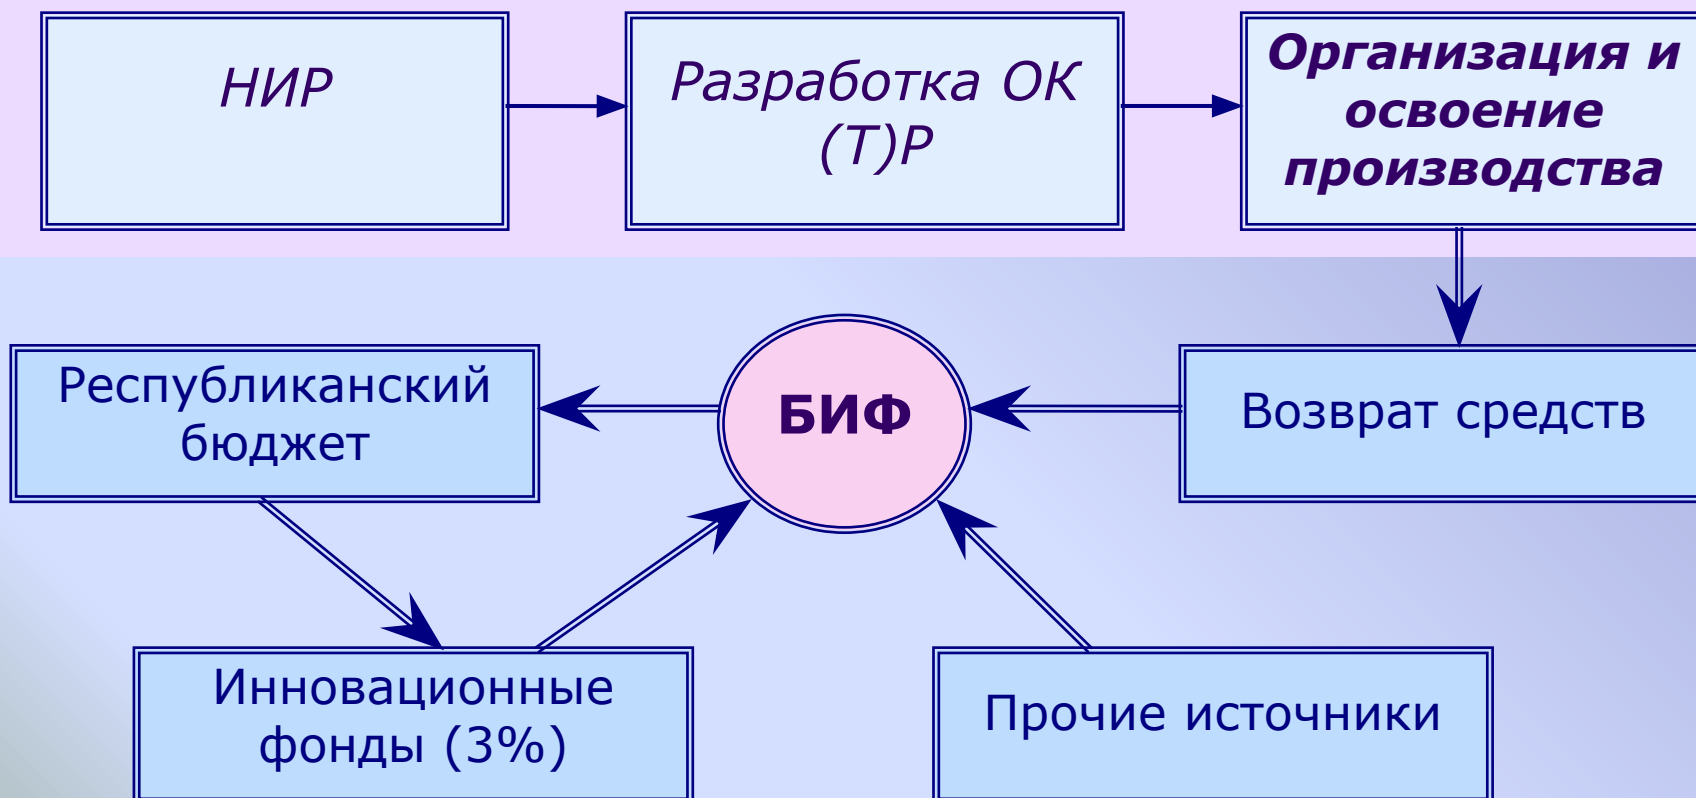 НИР
Разработка ОК
(Т)Р
Организация и
освоение
производства
Республиканский
бюджет
БИФ
Возврат средств
Инновационные
фонды (3%)
Прочие источники